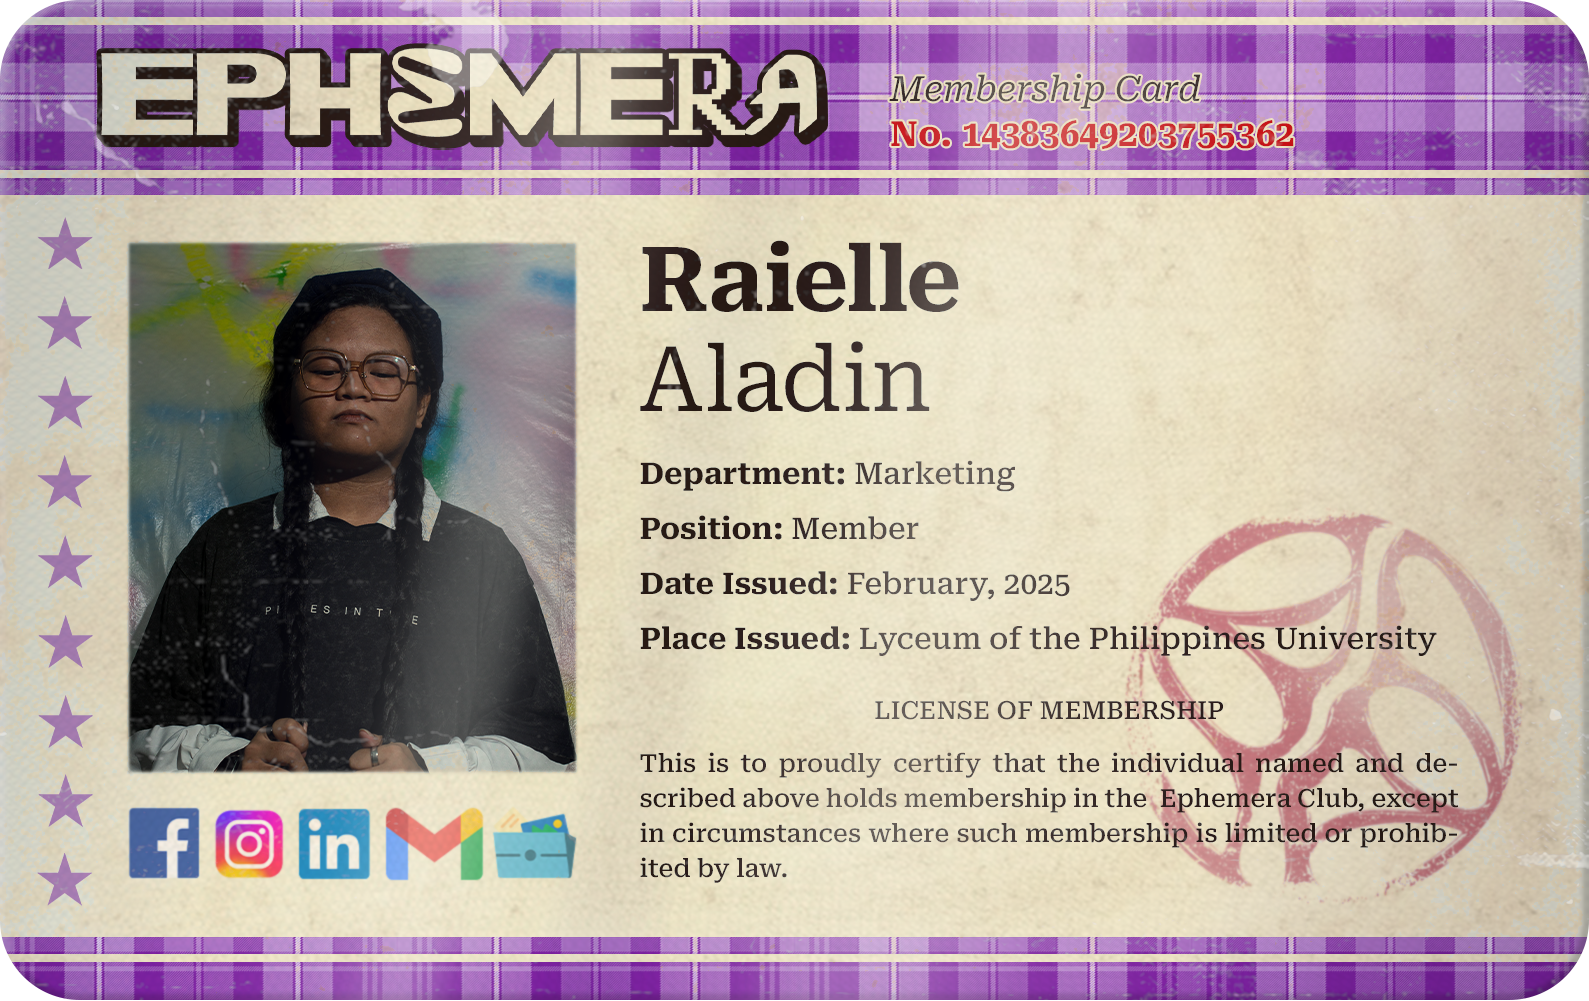 EPHEMERA
Membership Card
No. 14383649203755362
Raielle
Aladin
Department: Marketing
Position: Member
Date Issued: February, 2025
Place Issued: Lyceum of the Philippines University
LICENSE OF MEMBERSHIP
This is to proudly certify that the individual named and de-
scribed above holds membership in the Ephemera Club, except
in circumstances where such membership is limited or prohib-
ited by law.
IN
f
in